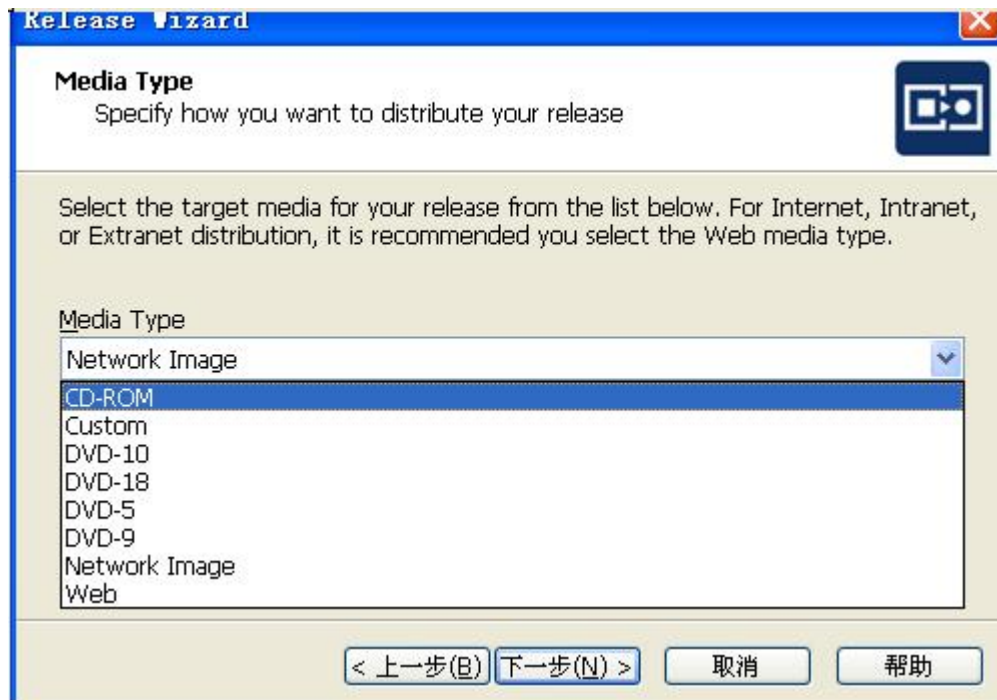 Release Wizard
Media Type
Specify how you want to distribute your release
Select the target media for your release from the list below. For Internet, Intranet,
or Extranet distribution, it is recommended you select the Web media type.
Media Type
Network Image
CD-ROM
Custom
DVD-10
DVD-18
DVD-5
DVD-9
Network Image
Web
< 上一步(B) 下一步(N) > 取消 帮助